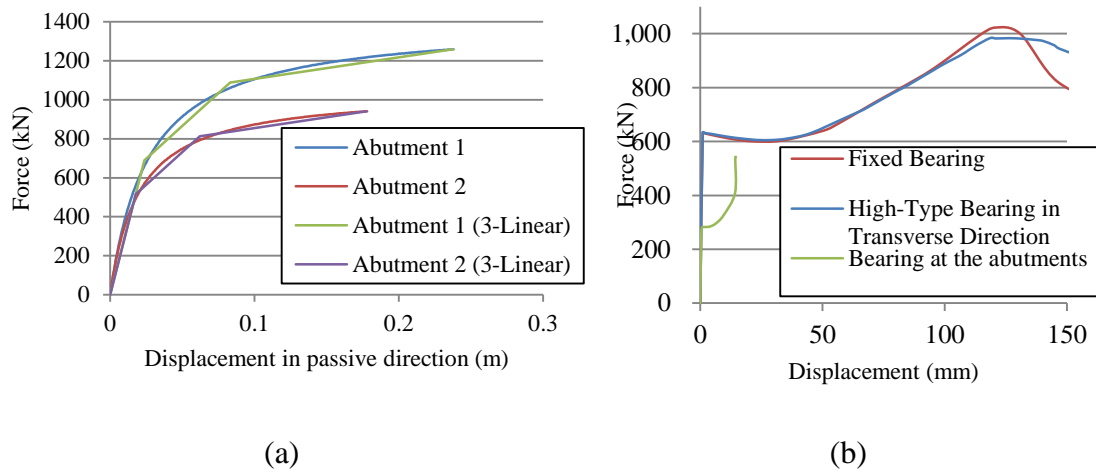 1400
1200
1000
800
600
400
200
0
Force (kN)
0
0.1
0.2
0.3
Displacement in passive direction (m)
Abutment 1
Abutment 2
Abutment 1 (3-Linear)
Abutment 2 (3-Linear)
(a)
1,000
800
600
400
200
0
Force (kN)
0
50
100
150
Displacement (mm)
Fixed Bearing
High-Type Bearing in
Transverse Direction
Bearing at the abutments
(b)